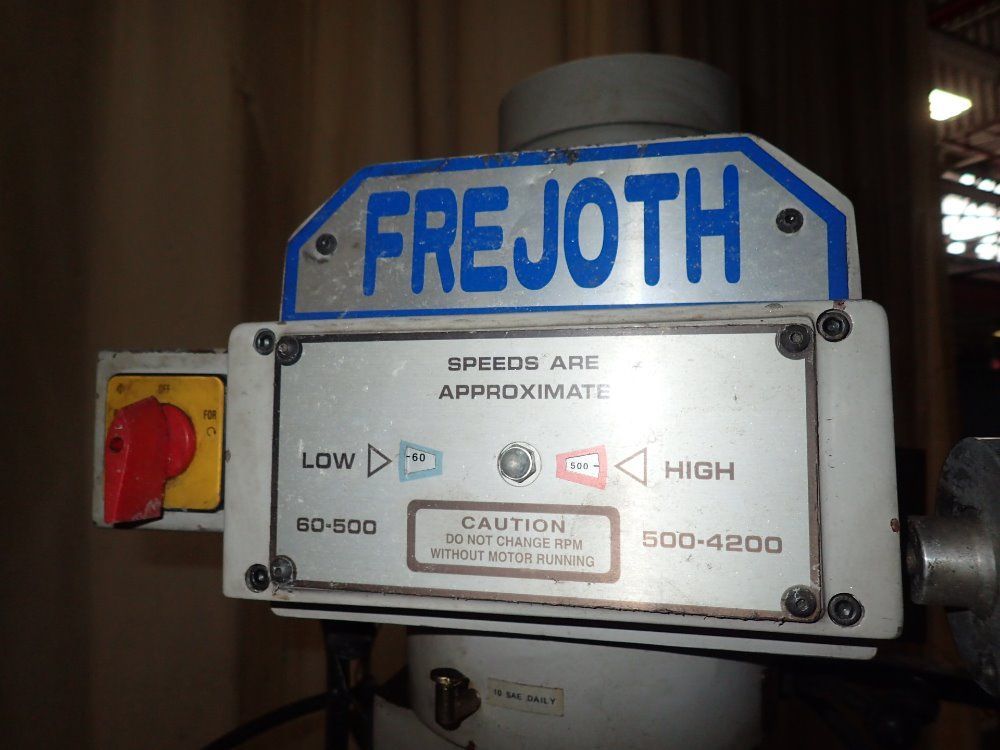 FREJOTH
SPEEDS ARE
APPROXIMATE
OFF
FOR
LOW
60
500
HIGH
60-500
500-4200
CAUTION
DO NOT CHANGE RPM
WITHOUT MOTOR RUNNING
10 SAE DAILY